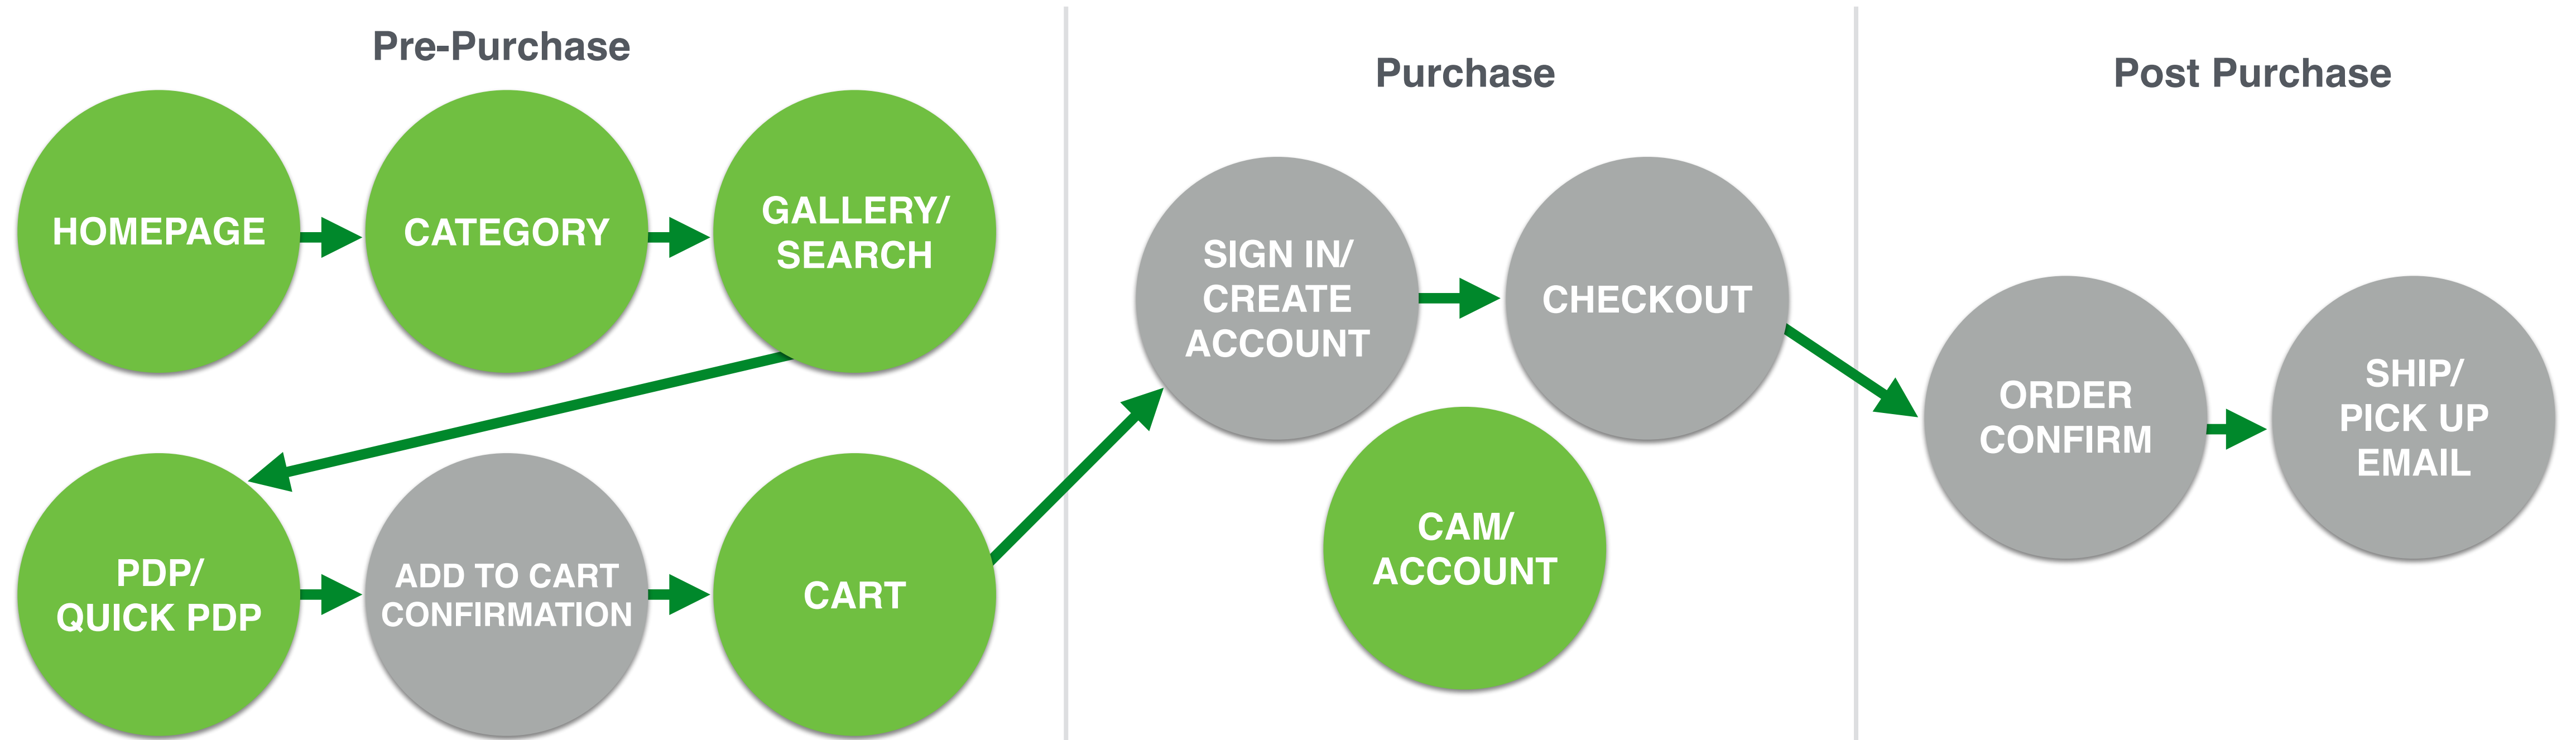 Pre-Purchase
HOMEPAGE
CATEGORY
GALLERY/
SEARCH
PDP/
QUICK PDP
ADD TO CART
CONFIRMATION
CART
Purchase
SIGN IN/
CREATE
ACCOUNT
CHECKOUT
CAM/
ACCOUNT
Post Purchase
ORDER
CONFIRM
SHIP/
PICK UP
EMAIL